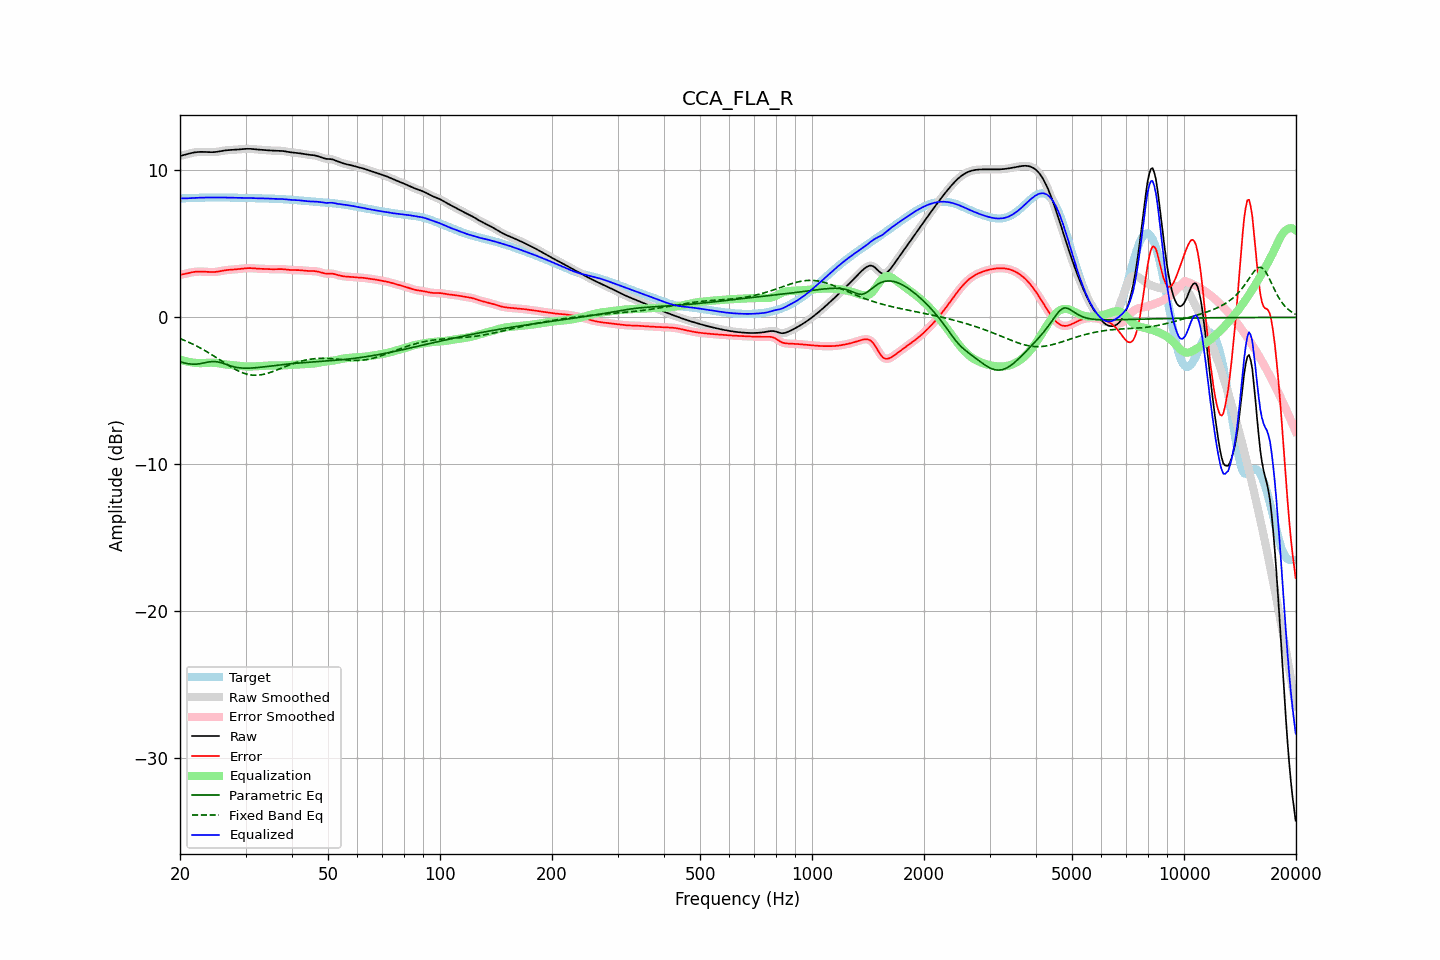 CCA_FLA_R
Amplitude (dBr)
10
0
−10
−20
−30
Target
Raw Smoothed
Error Smoothed
Raw
Error
Equalization
Parametric Eq
Fixed Band Eq
Equalized
20 50 100 200 500 1000 2000 5000 10000 20000
Frequency (Hz)